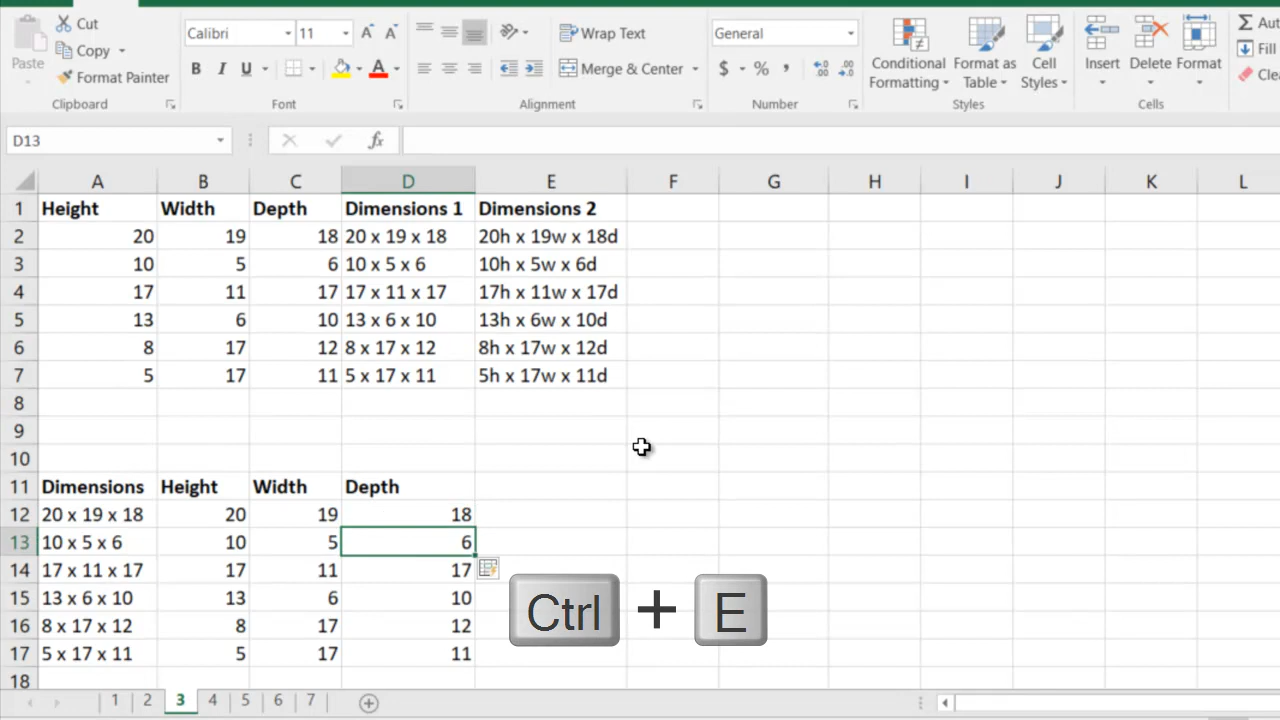 Cut
Copy
Paste
Format Painter
Clipboard
Calibri 11
B I U A
Font
Wrap Text
Merge & Center
Alignment
General
$ %
Number
Conditional Formatting
Format as Table
Cell Styles
Styles
Insert Delete Format
Cells
Σ
Fill
D13 fx
A B C D E F G H I J K L
1 Height Width Depth Dimensions 1 Dimensions 2
2 20 19 18 20 x 19 x 18 20h x 19w x 18d
3 10 5 6 10 x 5 x 6 10h x 5w x 6d
4 17 11 17 17 x 11 x 17 17h x 11w x 17d
5 13 6 10 13 x 6 x 10 13h x 6w x 10d
6 8 17 12 8 x 17 x 12 8h x 17w x 12d
7 5 17 11 5 x 17 x 11 5h x 17w x 11d
8
9
10
11 Dimensions Height Width Depth
12 20 x 19 x 18 20 19 18
13 10 x 5 x 6 10 5 6
14 17 x 11 x 17 17 11 17
15 13 x 6 x 10 13 6 10
16 8 x 17 x 12 8 17 12
17 5 x 17 x 11 5 17 11
18
Ctrl + E
1 2 3 4 5 6 7